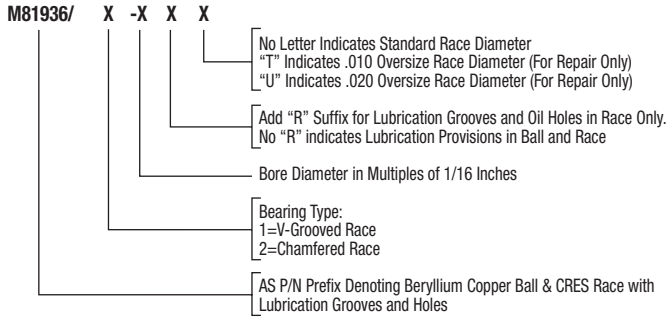 M81936/ X -X X X
No Letter Indicates Standard Race Diameter
“T” Indicates .010 Oversize Race Diameter (For Repair Only)
“U” Indicates .020 Oversize Race Diameter (For Repair Only)
Add “R” Suffix for Lubrication Grooves and Oil Holes in Race Only.
No “R” indicates Lubrication Provisions in Ball and Race
Bore Diameter in Multiples of 1/16 Inches
Bearing Type:
1=V-Grooved Race
2=Chamfered Race
AS P/N Prefix Denoting Beryllium Copper Ball & CRES Race with
Lubrication Grooves and Holes